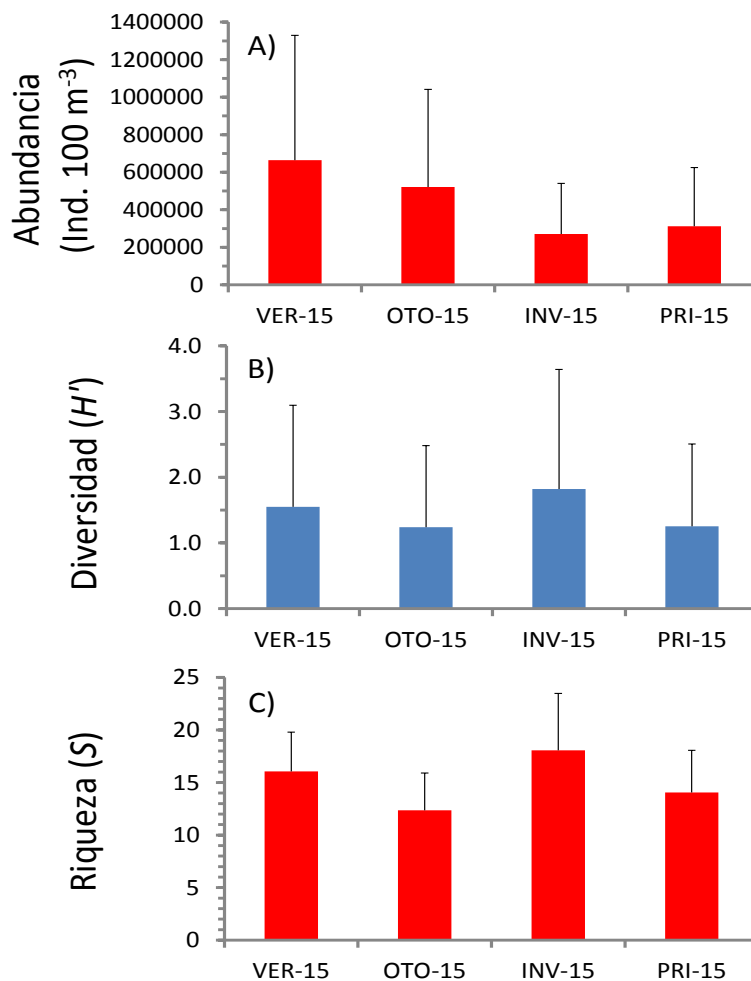 Abundancia
(Ind. 100 m⁻³)
A)
1400000
1200000
1000000
800000
600000
400000
200000
0
VER-15 OTO-15 INV-15 PRI-15
Diversidad (H')
B)
4.0
3.0
2.0
1.0
0.0
VER-15 OTO-15 INV-15 PRI-15
Riqueza (S)
C)
25
20
15
10
5
0
VER-15 OTO-15 INV-15 PRI-15